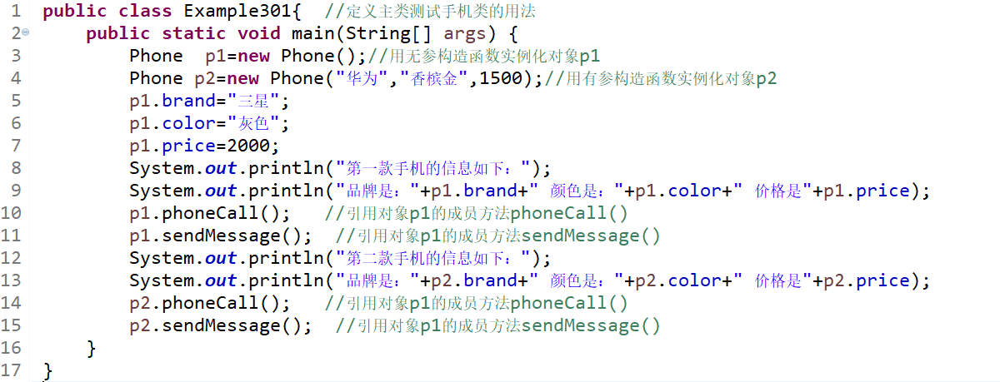 1 public class Example301{  //定义主类测试手机类的用法
2     public static void main(String[] args) {
3         Phone  p1=new Phone();//用无参构造函数实例化对象p1
4         Phone p2=new Phone("华为","香槟金",1500);//用有参构造函数实例化对象p2
5         p1.brand="三星";
6         p1.color="灰色";
7         p1.price=2000;
8         System.out.println("第一款手机的信息如下：");
9         System.out.println("品牌是："+p1.brand+" 颜色是："+p1.color+" 价格是"+p1.price);
10         p1.phoneCall();   //引用对象p1的成员方法phoneCall()
11         p1.sendMessage();  //引用对象p1的成员方法sendMessage()
12         System.out.println("第二款手机的信息如下：");
13         System.out.println("品牌是："+p2.brand+" 颜色是："+p2.color+" 价格是"+p2.price);
14         p2.phoneCall();   //引用对象p1的成员方法phoneCall()
15         p2.sendMessage();  //引用对象p1的成员方法sendMessage()
16     }
17 }